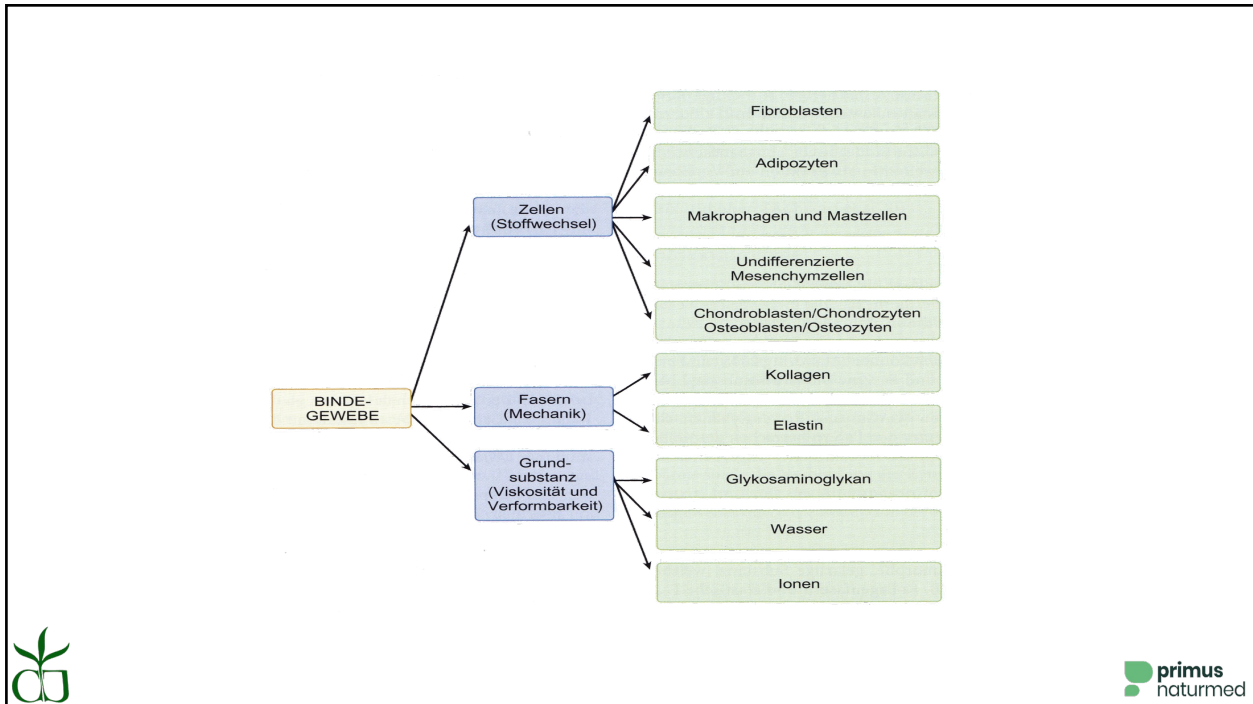 Fibroblasten
Adipozyten
Zellen
(Stoffwechsel)
Makrophagen und Mastzellen
Undifferenzierte
Mesenchymzellen
Chondroblasten/Chondrozyten
Osteoblasten/Osteozyten
BINDE-
GEWEBE
Fasern
(Mechanik)
Kollagen
Elastin
Grund-
substanz
(Viskosität und
Verformbarkeit)
Glykosaminoglykan
Wasser
Ionen
primus
naturmed